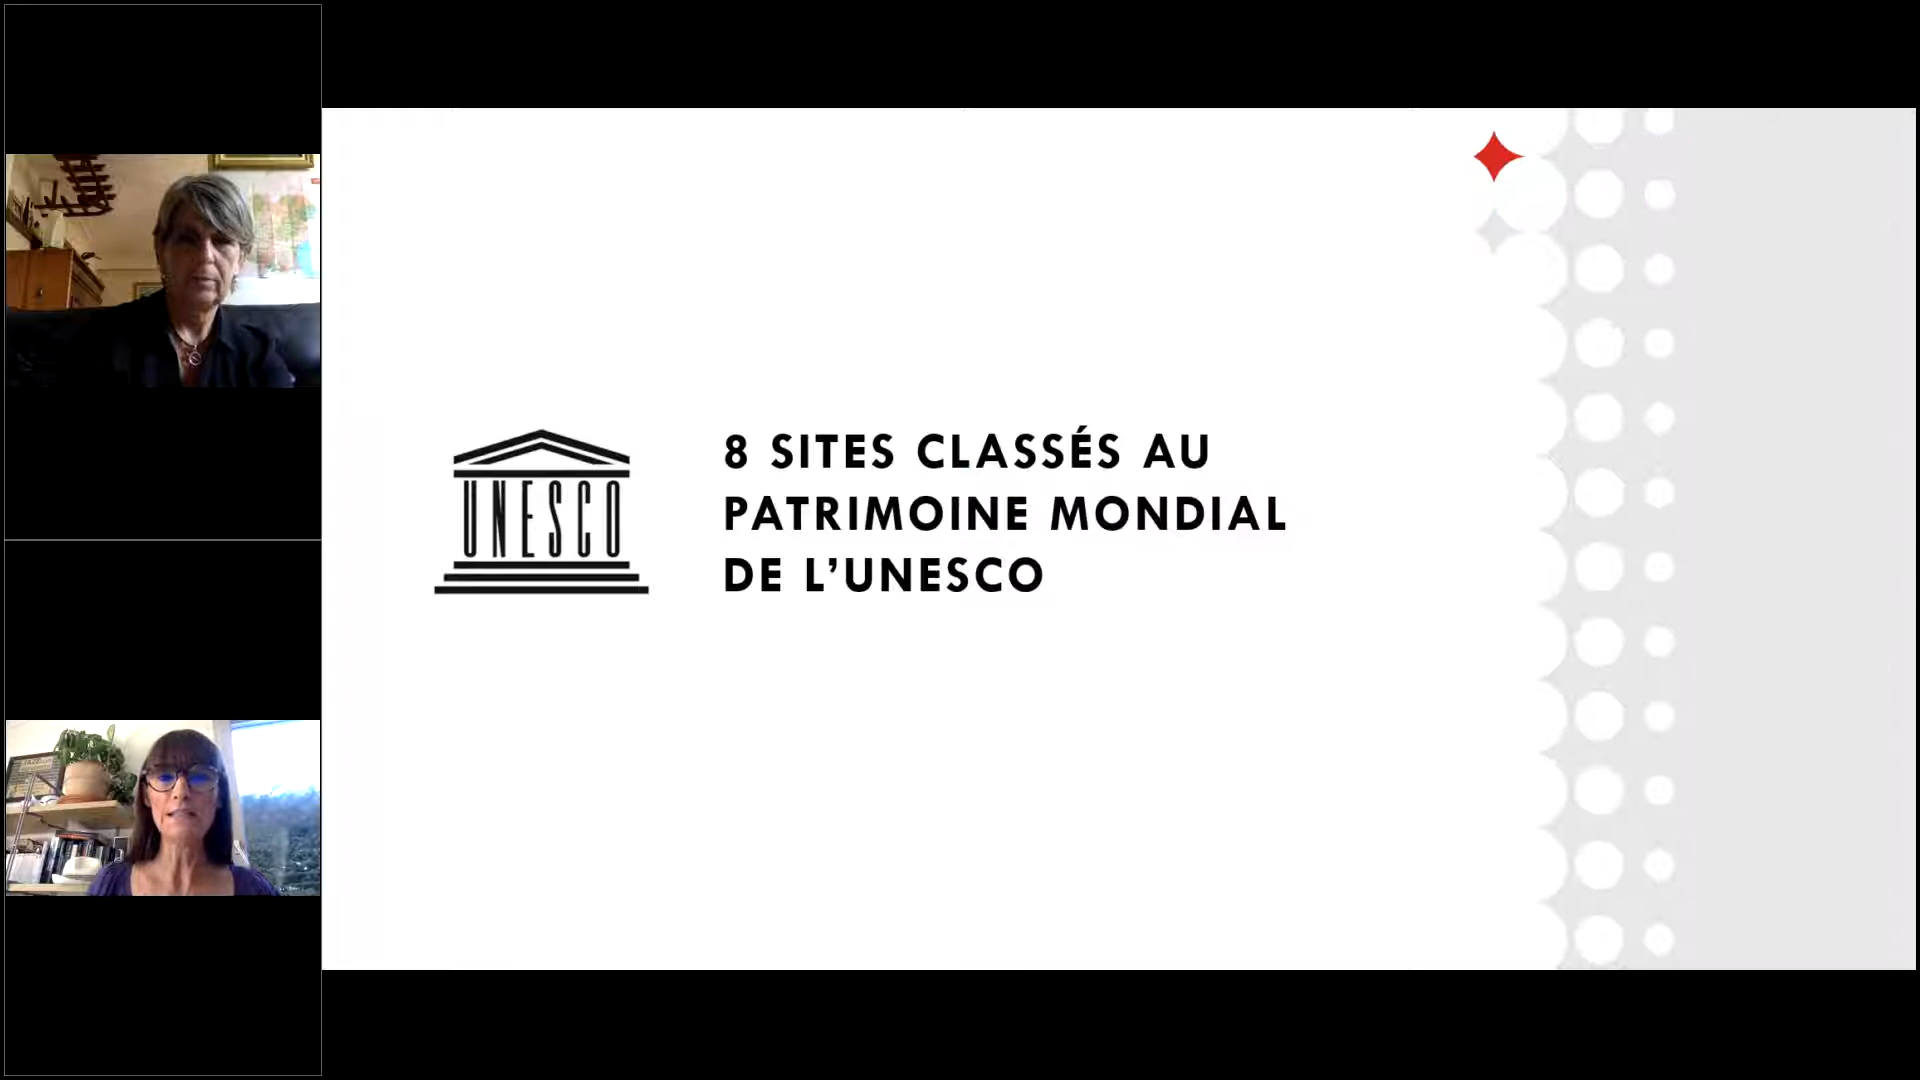 UNESCO
8 SITES CLASSÉS AU
PATRIMOINE MONDIAL
DE L’UNESCO